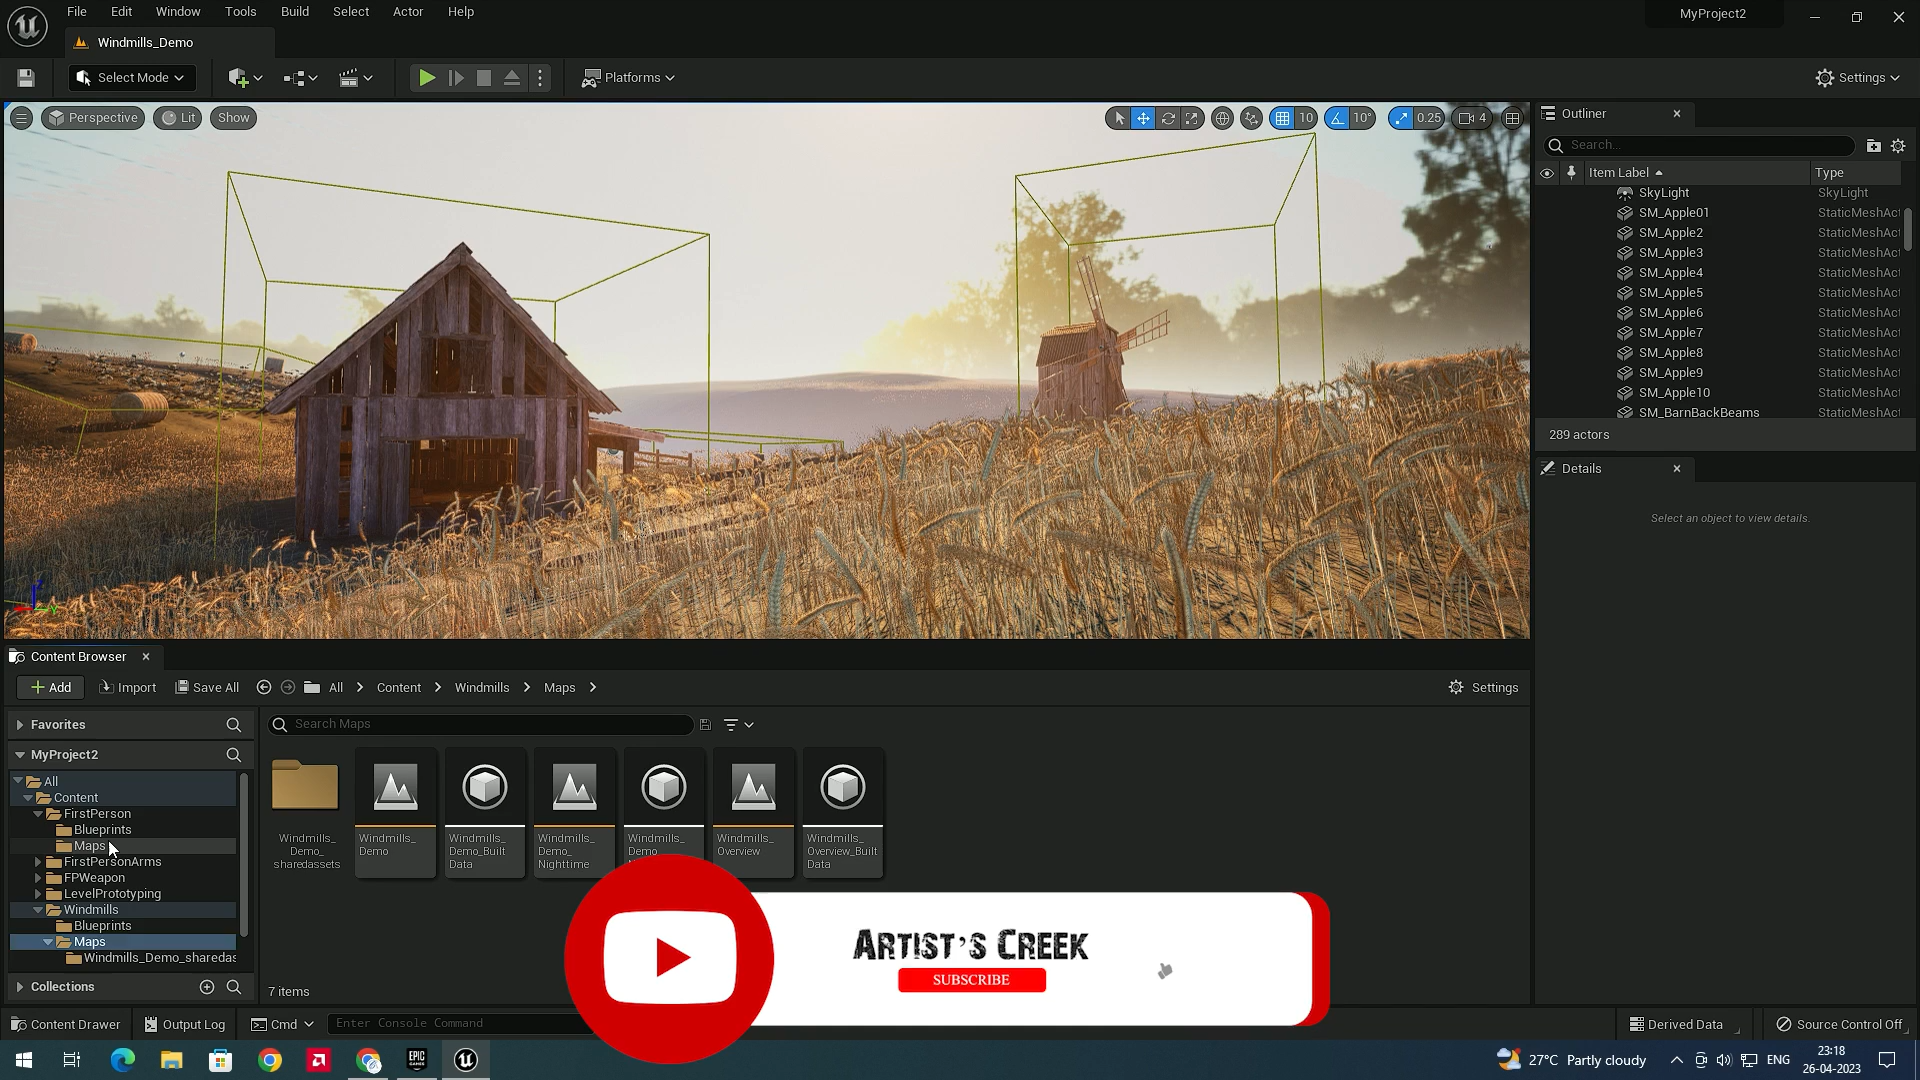 File Edit Window Tools Build Select Actor Help
MyProject2
Windmills_Demo
Select Mode
Platforms
Settings
Perspective Lit Show
10 10° 0.25 4
Outliner
Search...
Item Label Type
SkyLight SkyLight
SM_Apple01 StaticMeshAct
SM_Apple2 StaticMeshAct
SM_Apple3 StaticMeshAct
SM_Apple4 StaticMeshAct
SM_Apple5 StaticMeshAct
SM_Apple6 StaticMeshAct
SM_Apple7 StaticMeshAct
SM_Apple8 StaticMeshAct
SM_Apple9 StaticMeshAct
SM_Apple10 StaticMeshAct
SM_BarnBackBeams StaticMeshAct
289 actors
Details
Select an object to view details.
Y
Content Browser
Add Import Save All All Content Windmills Maps Settings
Favorites
Search Maps
MyProject2
All
Content
FirstPerson
Blueprints
Maps
FirstPersonArms
FPWeapon
LevelPrototyping
Windmills
Blueprints
Maps
Windmills_Demo_sharedas
Collections
Windmills_
Demo_
sharedassets
Windmills_
Demo
Windmills_
Demo_Built
Data
Windmills_
Demo_
Nighttime
Windmills_
Demo
Windmills_
Overview
Windmills_
Overview_Built
Data
7 items
ARTIST'S CREEK
SUBSCRIBE
Content Drawer Output Log Cmd Enter Console Command Derived Data Source Control Off
EPIC
GAMES
27°C Partly cloudy ENG
23:18
26-04-2023